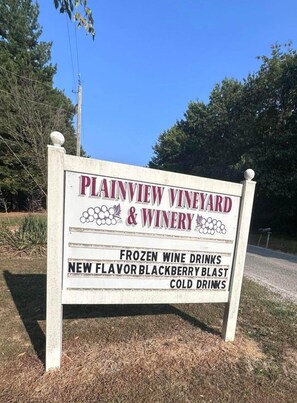 PLAINVIEW VINEYARD
& WINERY
FROZEN WINE DRINKS
NEW FLAVOR BLACKBERRY BLAST
COLD DRINKS